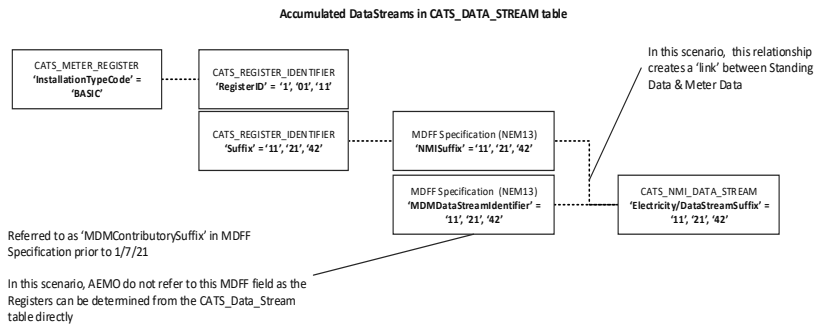 Accumulated DataStreams in CATS_DATA_STREAM table
In this scenario, this relationship
creates a 'link' between Standing
Data & Meter Data
CATS_METER_REGISTER
'InstallationTypeCode' =
'BASIC'
CATS_REGISTER_IDENTIFIER
'RegisterID' = '1', '01', '11'
CATS_REGISTER_IDENTIFIER
'Suffix' = '11', '21', '42'
MDFF Specification (NEM13)
'NMISuffix' = '11', '21', '42'
MDFF Specification (NEM13)
'MDMDataStreamIdentifier' =
'11', '21', '42'
CATS_NMI_DATA_STREAM
'Electricity/DataStreamSuffix' =
'11', '21', '42'
Referred to as 'MDMContributorySuffix' in MDFF
Specification prior to 1/7/21
In this scenario, AEMO do not refer to this MDFF field as the
Registers can be determined from the CATS_Data_Stream
table directly